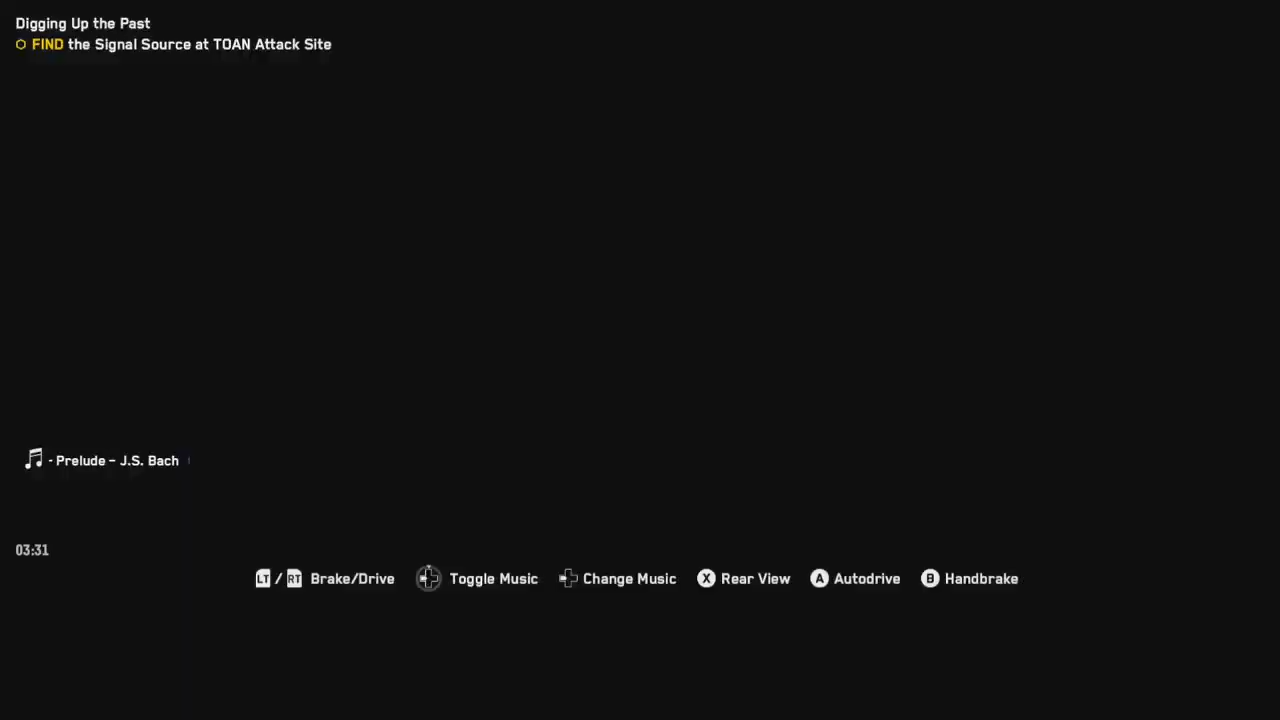 Digging Up the Past
FIND the Signal Source at TOAN Attack Site
- Prelude – J.S. Bach
03:31
LT / RT Brake/Drive Toggle Music Change Music X Rear View A Autodrive B Handbrake